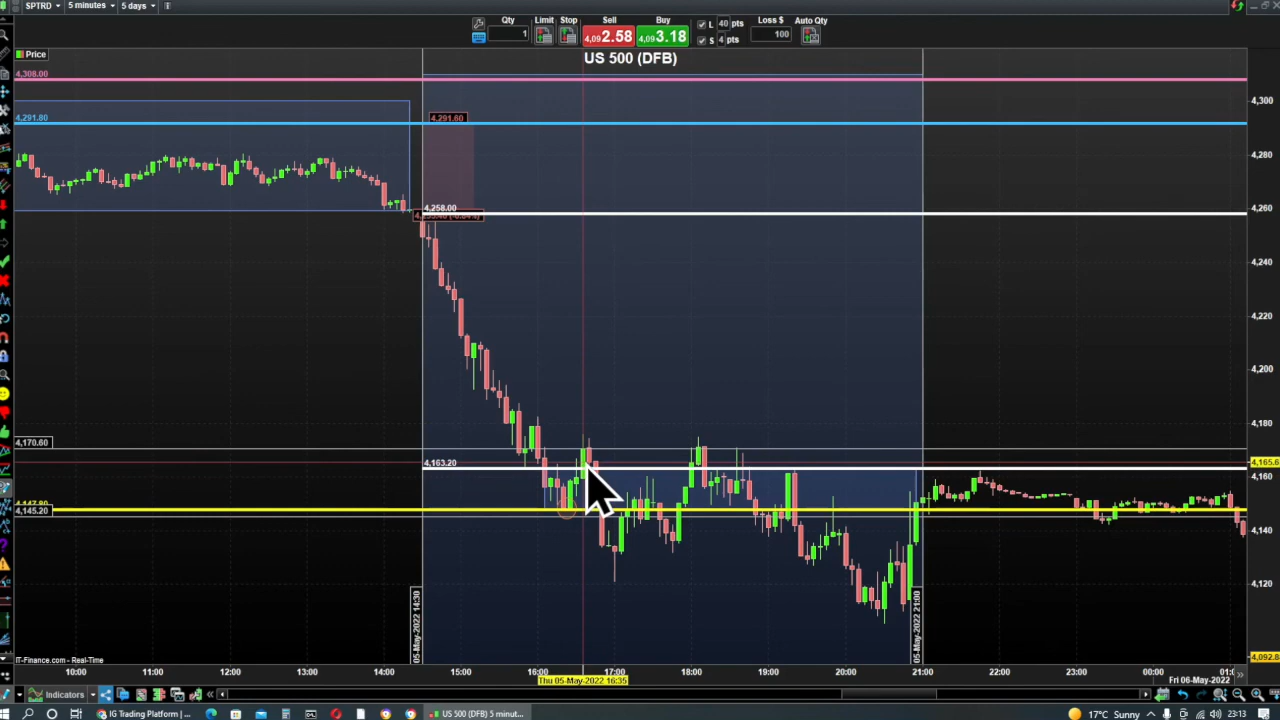 SPTRD 5 minutes 5 days
Qty Limit Stop Sell Buy L 40 pts Loss $ Auto Qty
1 4,092.58 4,093.18 S 4 pts 100
Price
US 500 (DFB)
4,308.00
4,300
4,291.80
4,291.60
4,280
4,258.00
4,260
4,240
4,220
4,200
4,180
4,170.60
4,163.20
4,165.6
4,160
4,145.20
4,140
4,120
05-May-2022 14:30
05-May-2022 21:00
4,092.8
IT-Finance.com - Real-Time
10:00 11:00 12:00 13:00 14:00 15:00 16:00 17:00 18:00 19:00 20:00 21:00 22:00 23:00 00:00
Thu 05-May-2022 16:35
Fri 06-May-2022
Indicators
IG Trading Platform | ...
US 500 (DFB) 5 minut...
17°C Sunny
23:13